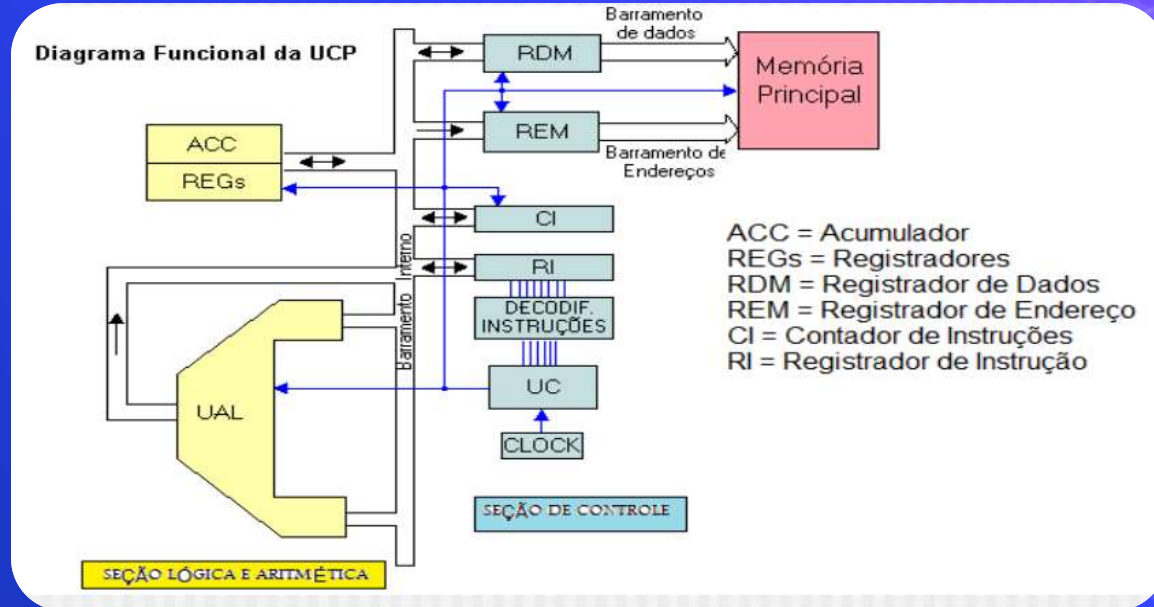 Diagrama Funcional da UCP
Barramento
de dados
RDM
Memória
Principal
REM
Barramento de
Endereços
ACC
REGs
CI
RI
Barramento Interno
DECODIF.
INSTRUÇÕES
UC
UAL
CLOCK
SEÇÃO DE CONTROLE
SEÇÃO LÓGICA E ARITMÉTICA
ACC = Acumulador
REGs = Registradores
RDM = Registrador de Dados
REM = Registrador de Endereço
CI = Contador de Instruções
RI = Registrador de Instrução